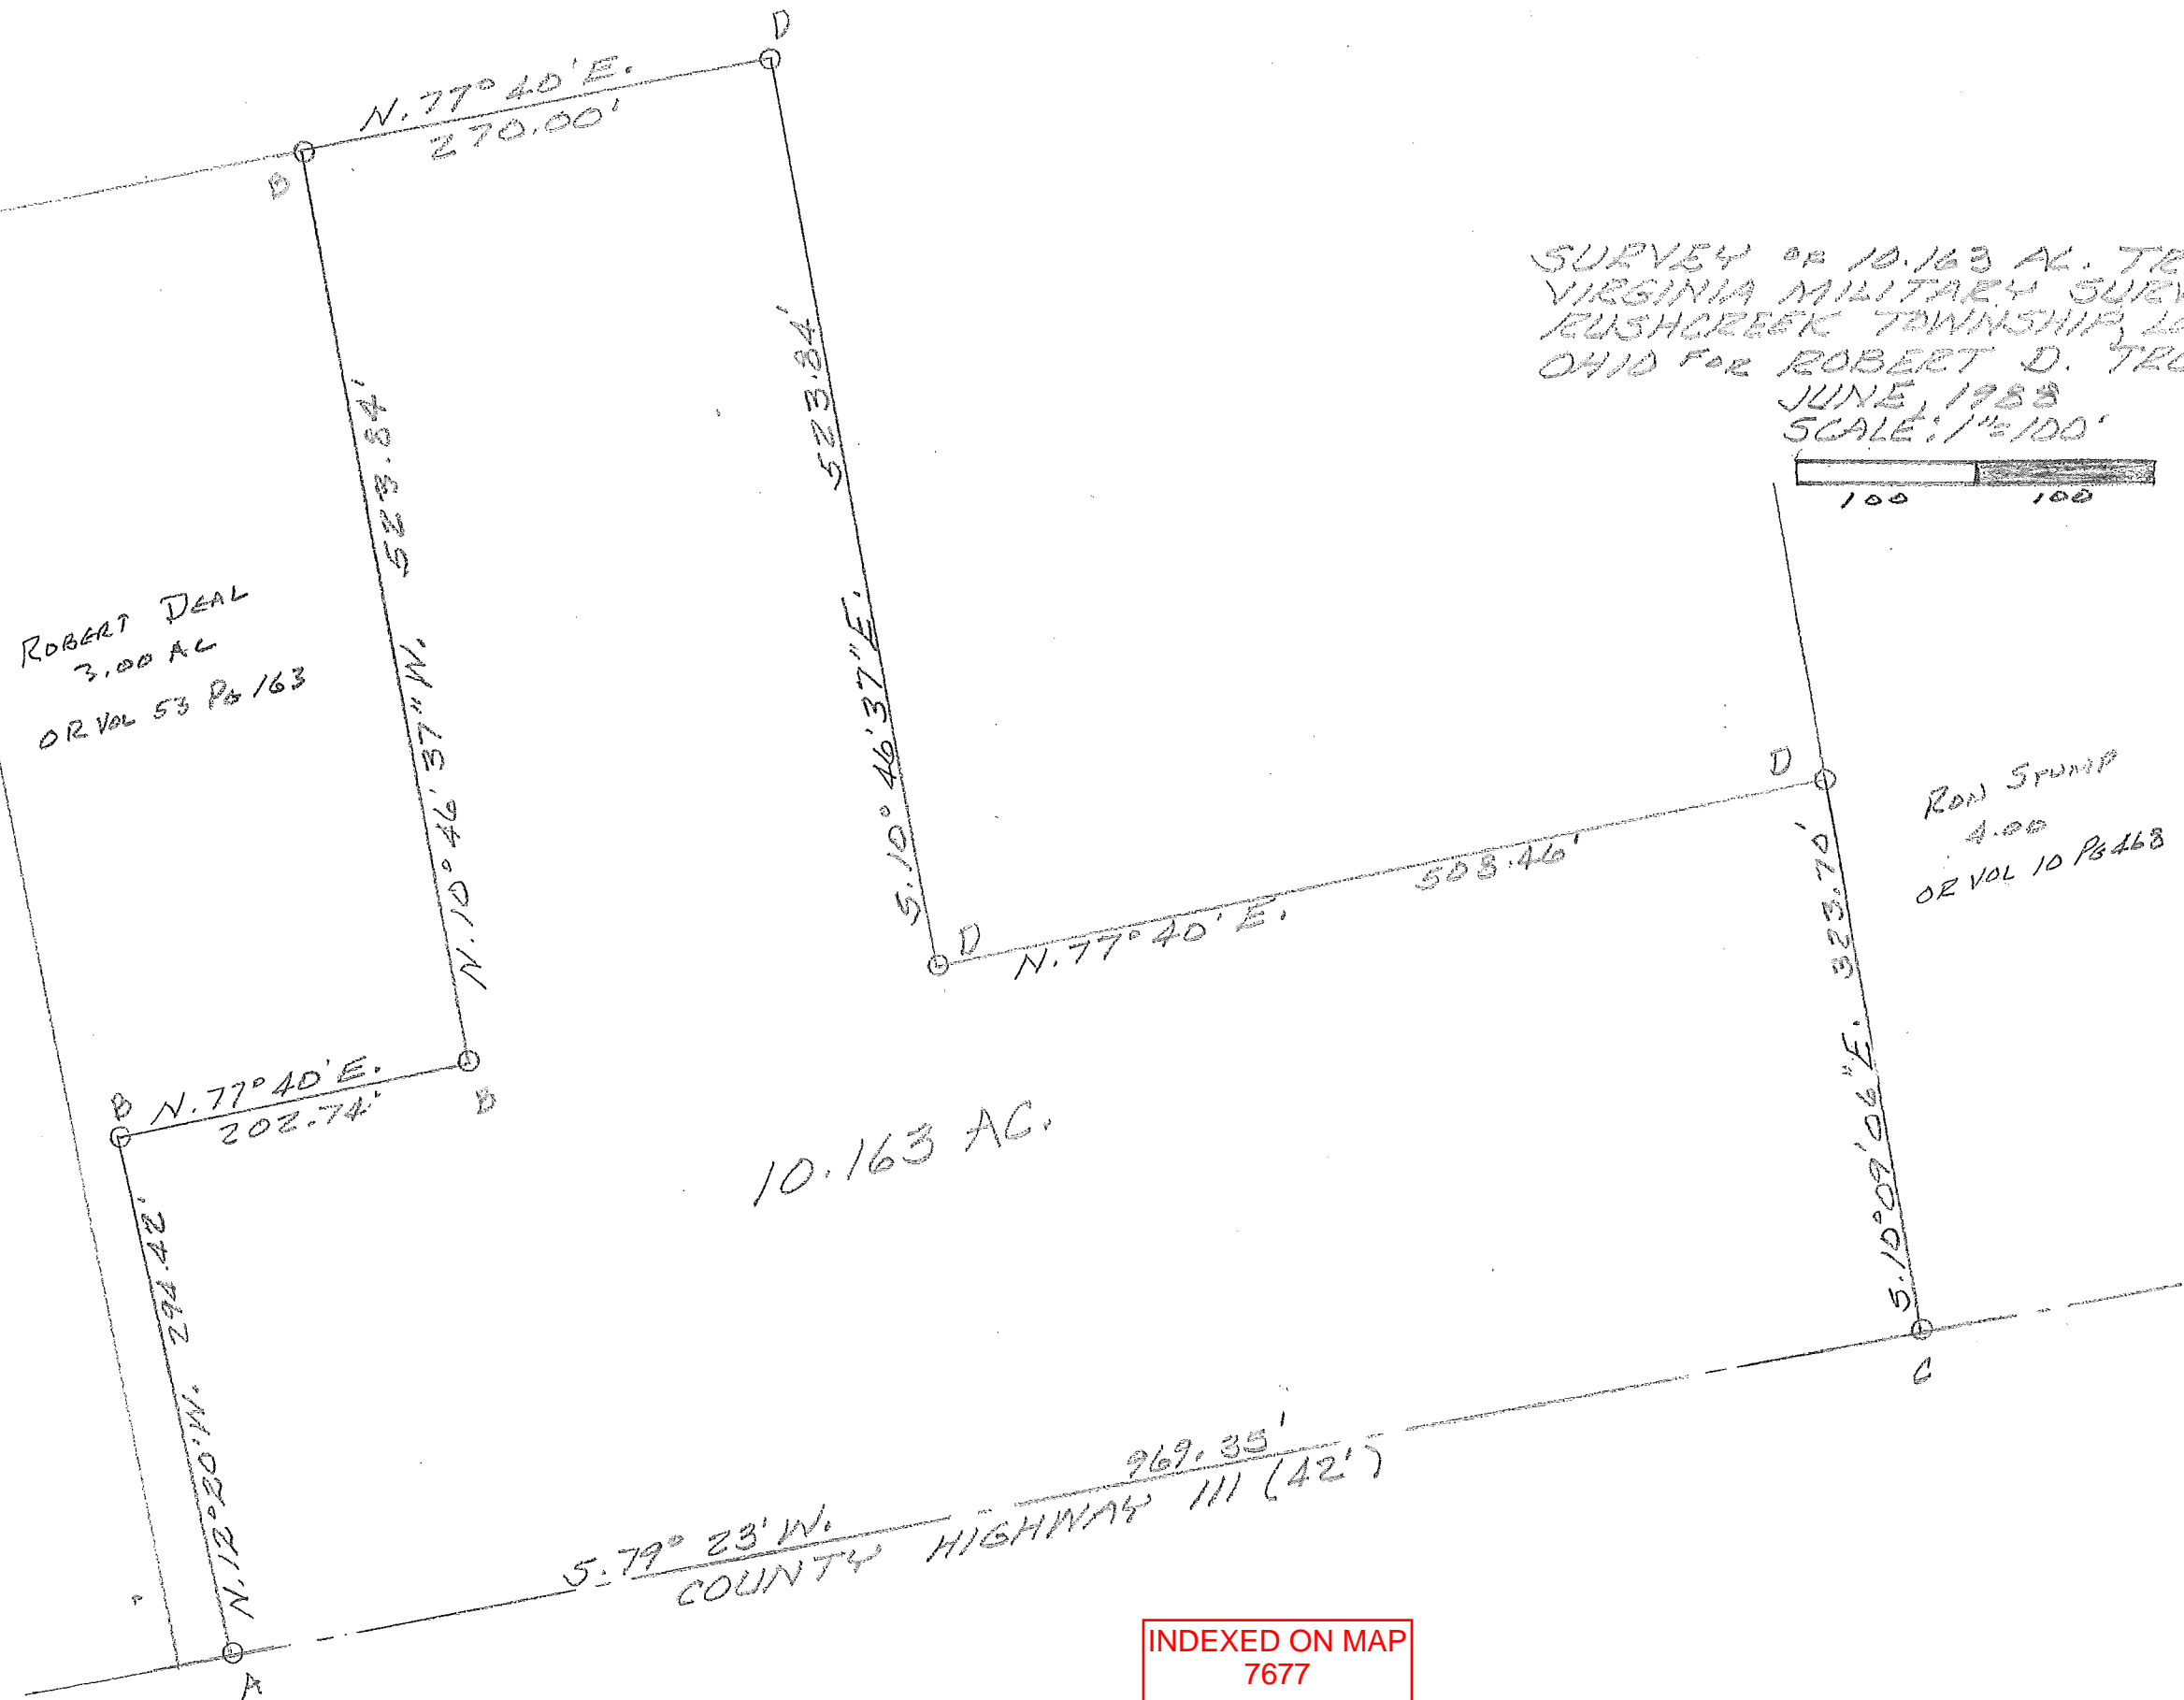 D
N. 77° 40' E.
270.00'
B
SURVEY OF 10.163 AC.
VIRGINIA MILITARY
RUSHCREEK TOWNSHIP,
OHIO FOR ROBERT D.
JUNE, 1988
SCALE: 1"=100'
100 100
523.84'
N. 10° 46' 37" W.
523.84'
S. 10° 46' 37" E.
ROBERT DEAL
3.00 AC
OR VOL 53 PG 163
D
RON STUMP
4.00
OR VOL 10 PG 468
D
N. 77° 40' E.
508.46'
323.70'
S. 10° 09' 06" E.
B
N. 77° 40' E.
202.74'
B
10.163 AC.
294.42'
N. 12° 20' W.
C
S. 79° 23' W.
969.35'
COUNTY HIGHWAY 111 (42')
A
INDEXED ON MAP
7677